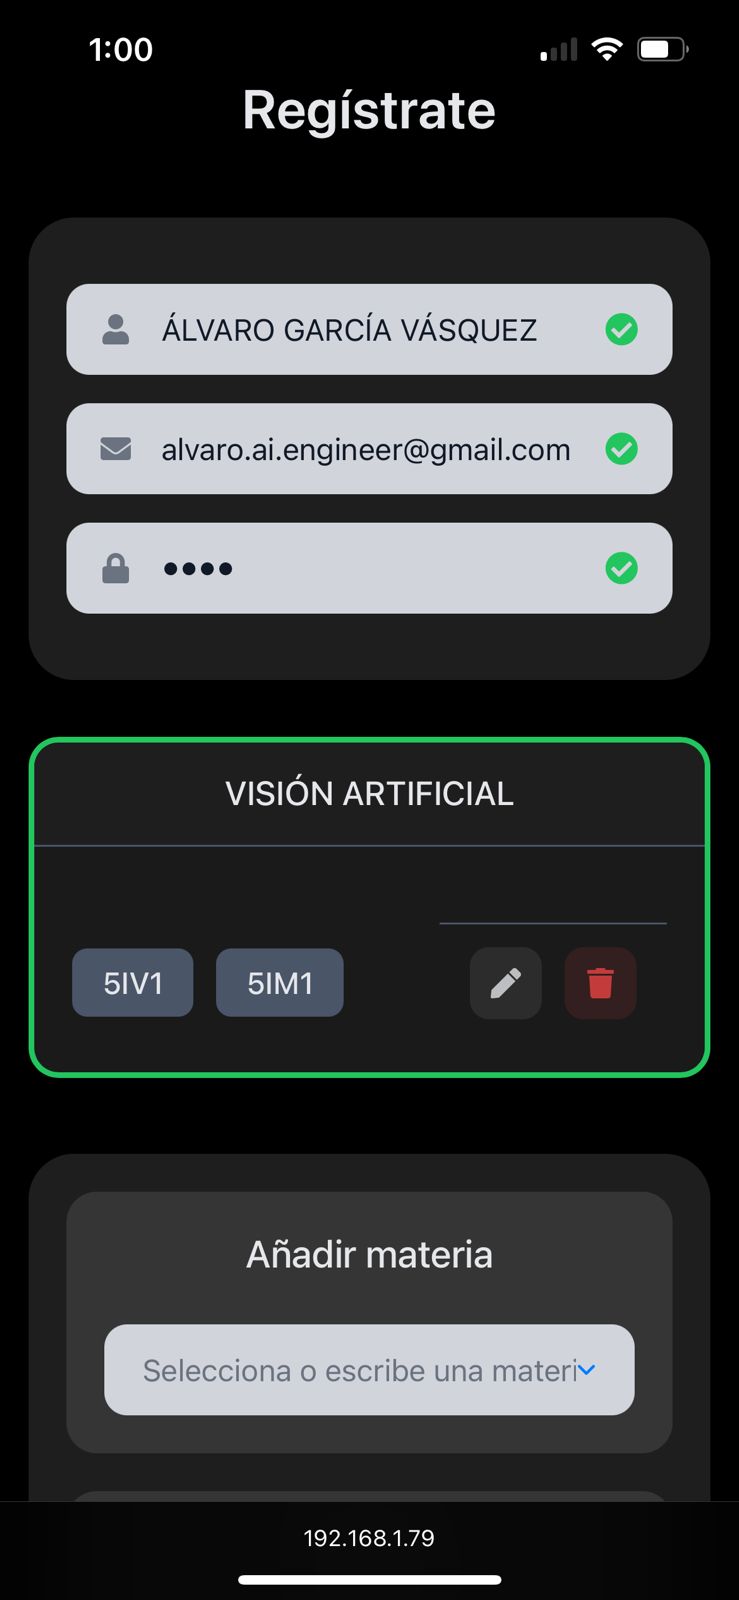 1:00
Regístrate
ÁLVARO GARCÍA VÁSQUEZ
alvaro.ai.engineer@gmail.com
••••
VISIÓN ARTIFICIAL
5IV1 5IM1
Añadir materia
Selecciona o escribe una materi
192.168.1.79